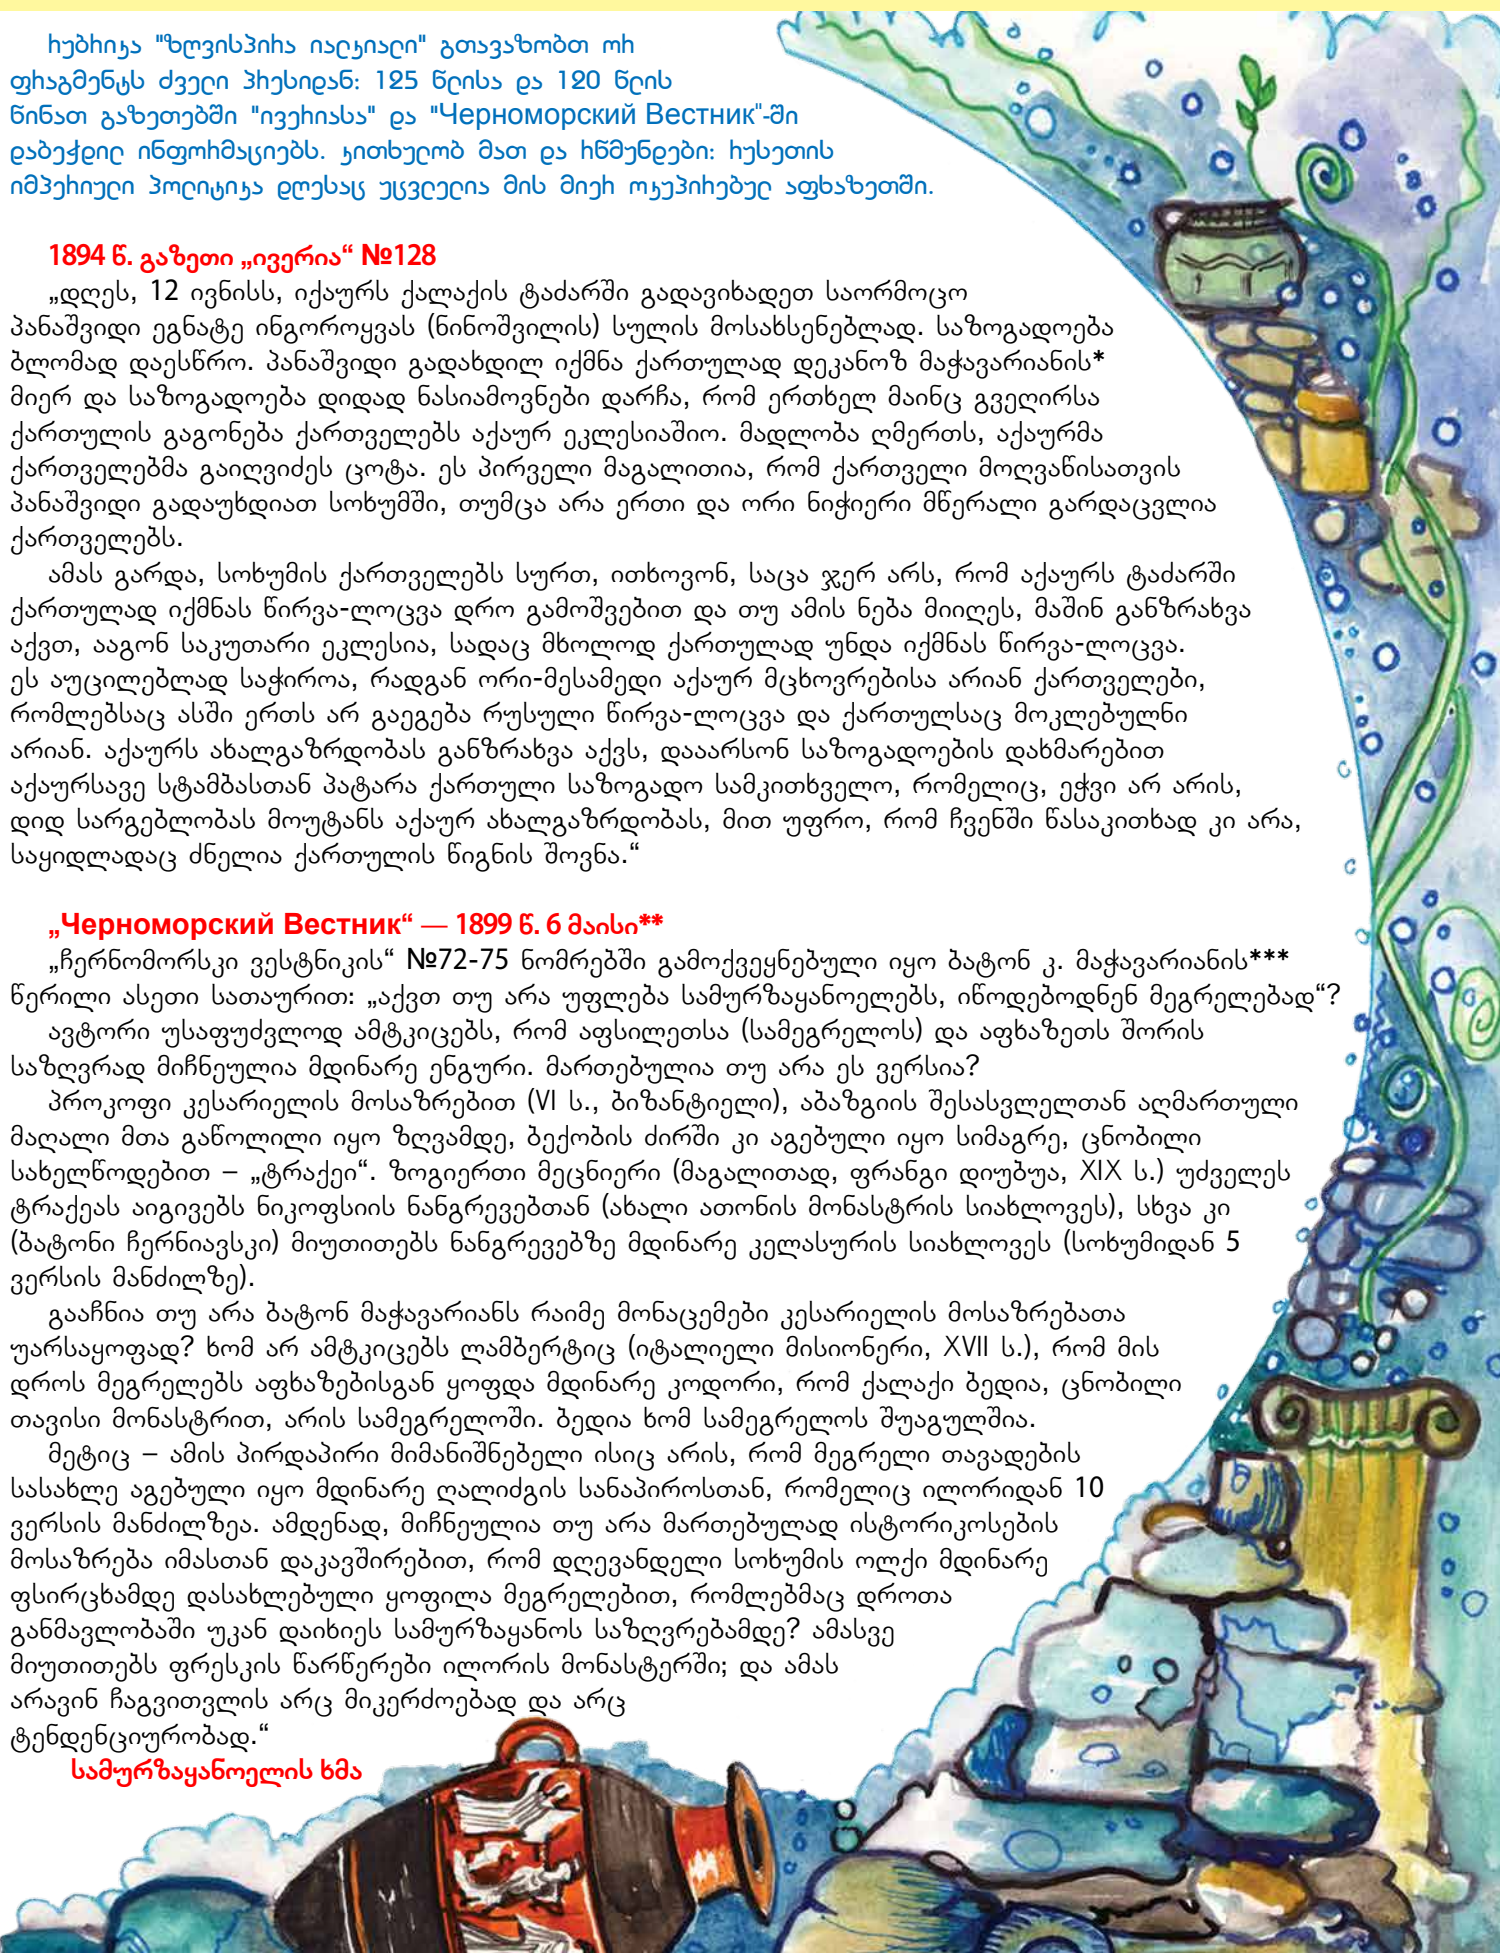 რუბრიკა "ზღვისპირა იალქიალი" გთავაზობთ ორ
ფრაგმენტს ძველი პრესიდან: 125 წლისა და 120 წლის
წინათ გაზეთებში "ივერიასა" და "Черноморский Вестник"-ში
დაბეჭდილ ინფორმაციებს. კითხულობ მათ და რწმუნდები: რუსეთის
იმპერიული პოლიტიკა დღესაც უცვლელია მის მიერ ოკუპირებულ აფხაზეთში.
1894 წ. გაზეთი „ივერია“ №128
„დღეს, 12 ივნისს, იქაურს ქალაქის ტაძარში გადავიხადეთ საორმოცო
პანაშვიდი ეგნატე ინგოროყვას (ნინოშვილის) სულის მოსახსენებლად. საზოგადოება
ბლომად დაესწრო. პანაშვიდი გადახდილ იქმნა ქართულად დეკანოზ მაჭავარიანის*
მიერ და საზოგადოება დიდად ნასიამოვნები დარჩა, რომ ერთხელ მაინც გვეღირსა
ქართულის გაგონება ქართველებს აქაურ ეკლესიაშიო. მადლობა ღმერთს, აქაურმა
ქართველებმა გაიღვიძეს ცოტა. ეს პირველი მაგალითია, რომ ქართველი მოღვაწისათვის
პანაშვიდი გადაუხდიათ სოხუმში, თუმცა არა ერთი და ორი ნიჭიერი მწერალი გარდაცვლია
ქართველებს.
ამას გარდა, სოხუმის ქართველებს სურთ, ითხოვონ, საცა ჯერ არს, რომ აქაურს ტაძარში
ქართულად იქმნას წირვა-ლოცვა დრო გამოშვებით და თუ ამის ნება მიიღეს, მაშინ განზრახვა
აქვთ, ააგონ საკუთარი ეკლესია, სადაც მხოლოდ ქართულად უნდა იქმნას წირვა-ლოცვა.
ეს აუცილებლად საჭიროა, რადგან ორი-მესამედი აქაურ მცხოვრებისა არიან ქართველები,
რომლებსაც ასში ერთს არ გაეგება რუსული წირვა-ლოცვა და ქართულსაც მოკლებულნი
არიან. აქაურს ახალგაზრდობას განზრახვა აქვს, დააარსონ საზოგადოების დახმარებით
აქაურსავე სტამბასთან პატარა ქართული საზოგადო სამკითხველო, რომელიც, ეჭვი არ არის,
დიდ სარგებლობას მოუტანს აქაურ ახალგაზრდობას, მით უფრო, რომ ჩვენში წასაკითხად კი არა,
საყიდლადაც ძნელია ქართულის წიგნის შოვნა.“
„Черноморский Вестник“ — 1899 წ. 6 მაისი**
„ჩერნომორსკი ვესტნიკის“ №72-75 ნომრებში გამოქვეყნებული იყო ბატონ კ. მაჭავარიანის***
წერილი ასეთი სათაურით: „აქვთ თუ არა უფლება სამურზაყანოელებს, იწოდებოდნენ მეგრელებად“?
ავტორი უსაფუძვლოდ ამტკიცებს, რომ აფსილეთსა (სამეგრელოს) და აფხაზეთს შორის
საზღვრად მიჩნეულია მდინარე ენგური. მართებულია თუ არა ეს ვერსია?
პროკოფი კესარიელის მოსაზრებით (VI ს., ბიზანტიელი), აბაზგიის შესასვლელთან აღმართული
მაღალი მთა გაწოლილი იყო ზღვამდე, ბექობის ძირში კი აგებული იყო სიმაგრე, ცნობილი
სახელწოდებით – „ტრაქეი“. ზოგიერთი მეცნიერი (მაგალითად, ფრანგი დიუბუა, XIX ს.) უძველეს
ტრაქეას აიგივებს ნიკოფსიის ნანგრევებთან (ახალი ათონის მონასტრის სიახლოვეს), სხვა კი
(ბატონი ჩერნიავსკი) მიუთითებს ნანგრევებზე მდინარე კელასურის სიახლოვეს (სოხუმიდან 5
ვერსის მანძილზე).
გააჩნია თუ არა ბატონ მაჭავარიანს რაიმე მონაცემები კესარიელის მოსაზრებათა
უარსაყოფად? ხომ არ ამტკიცებს ლამბერტიც (იტალიელი მისიონერი, XVII ს.), რომ მის
დროს მეგრელებს აფხაზებისგან ყოფდა მდინარე კოდორი, რომ ქალაქი ბედია, ცნობილი
თავისი მონასტრით, არის სამეგრელოში. ბედია ხომ სამეგრელოს შუაგულშია.
მეტიც – ამის პირდაპირი მიმანიშნებელი ისიც არის, რომ მეგრელი თავადების
სასახლე აგებული იყო მდინარე ღალიძგის სანაპიროსთან, რომელიც ილორიდან 10
ვერსის მანძილზეა. ამდენად, მიჩნეულია თუ არა მართებულად ისტორიკოსების
მოსაზრება იმასთან დაკავშირებით, რომ დღევანდელი სოხუმის ოლქი მდინარე
ფსირცხამდე დასახლებული ყოფილა მეგრელებით, რომლებმაც დროთა
განმავლობაში უკან დაიხიეს სამურზაყანოს საზღვრებამდე? ამასვე
მიუთითებს ფრესკის წარწერები ილორის მონასტერში; და ამას
არავინ ჩაგვითვლის არც მიკერძოებად და არც
ტენდენციურობად.“
სამურზაყანოელის ხმა